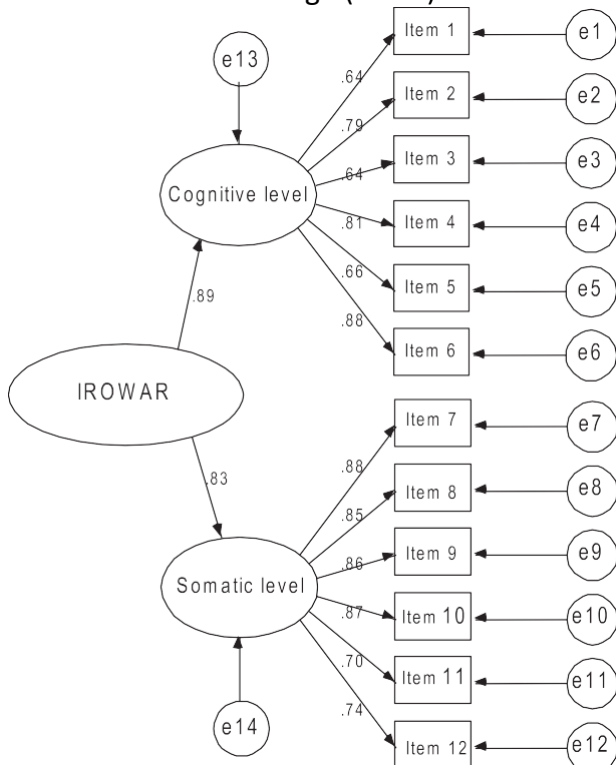 Item 1
e1
e13
.64
Item 2
e2
.79
Item 3
e3
.64
Cognitive level
Item 4
e4
.81
Item 5
e5
.66
.89
.88
Item 6
e6
IROWAR
Item 7
e7
.88
.83
Item 8
e8
.85
Item 9
e9
.86
Somatic level
Item 10
e10
.87
Item 11
e11
.70
.74
e14
Item 12
e12